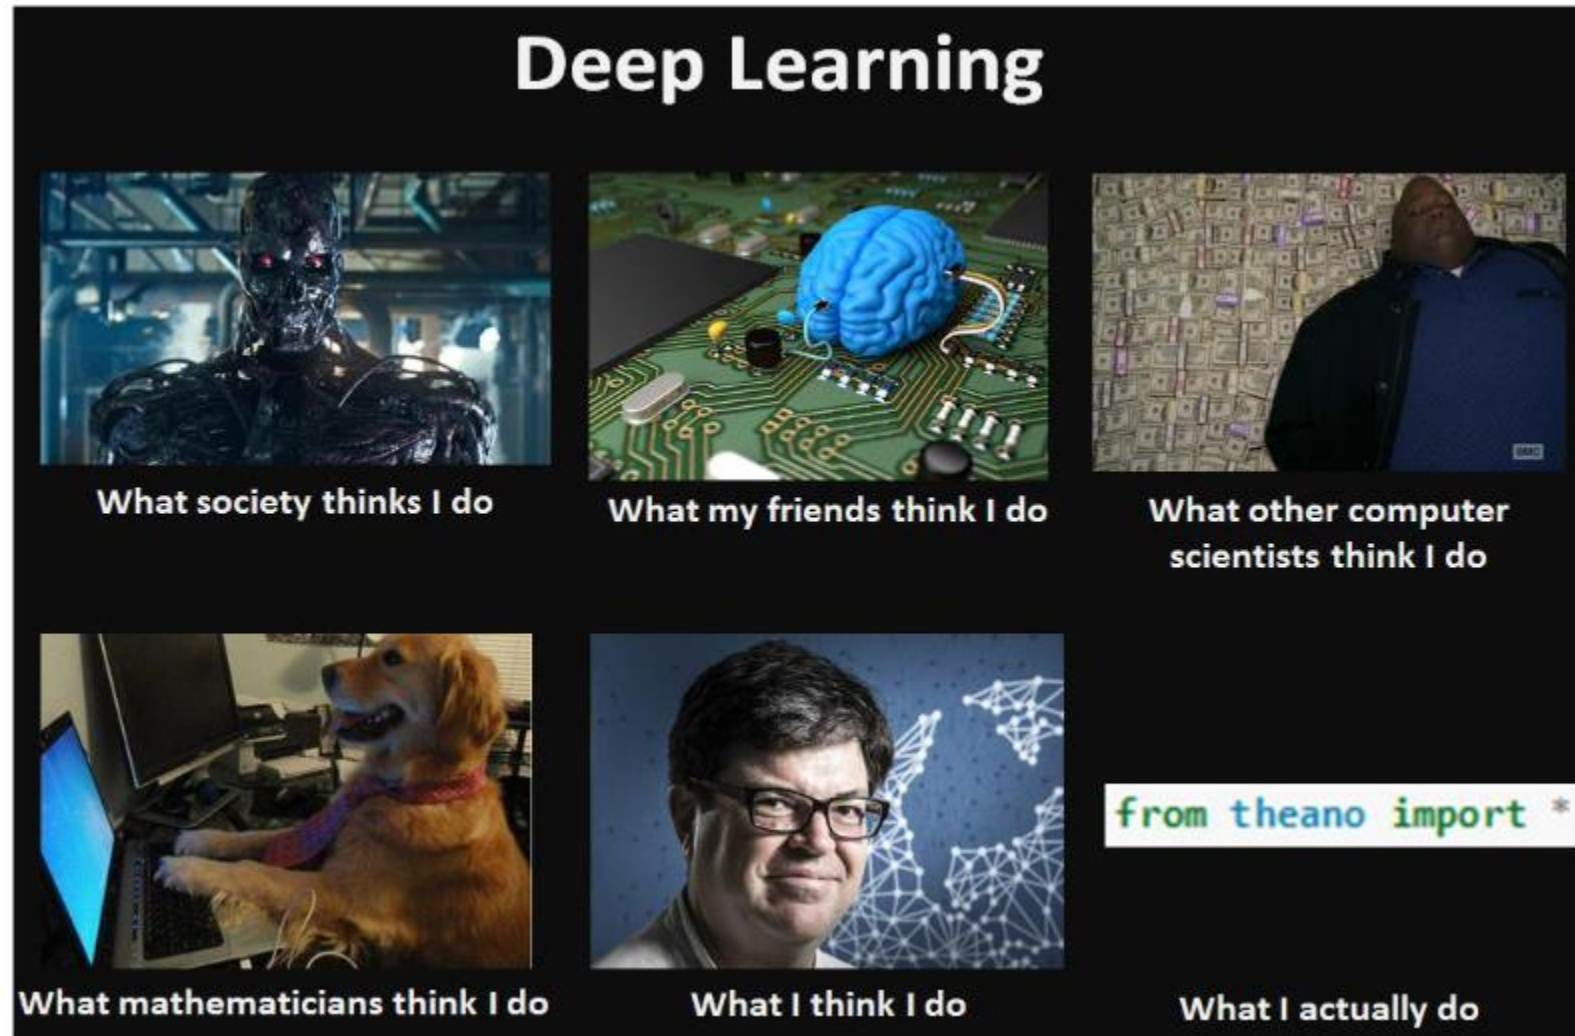 Deep Learning
What society thinks I do
What my friends think I do
What other computer
scientists think I do
AMC
What mathematicians think I do
What I think I do
from theano import *
What I actually do